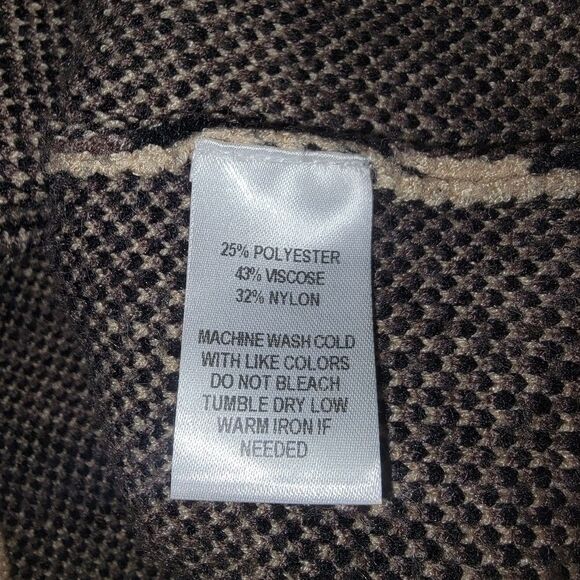 25% POLYESTER
43% VISCOSE
32% NYLON
MACHINE WASH COLD
WITH LIKE COLORS
DO NOT BLEACH
TUMBLE DRY LOW
WARM IRON IF
NEEDED